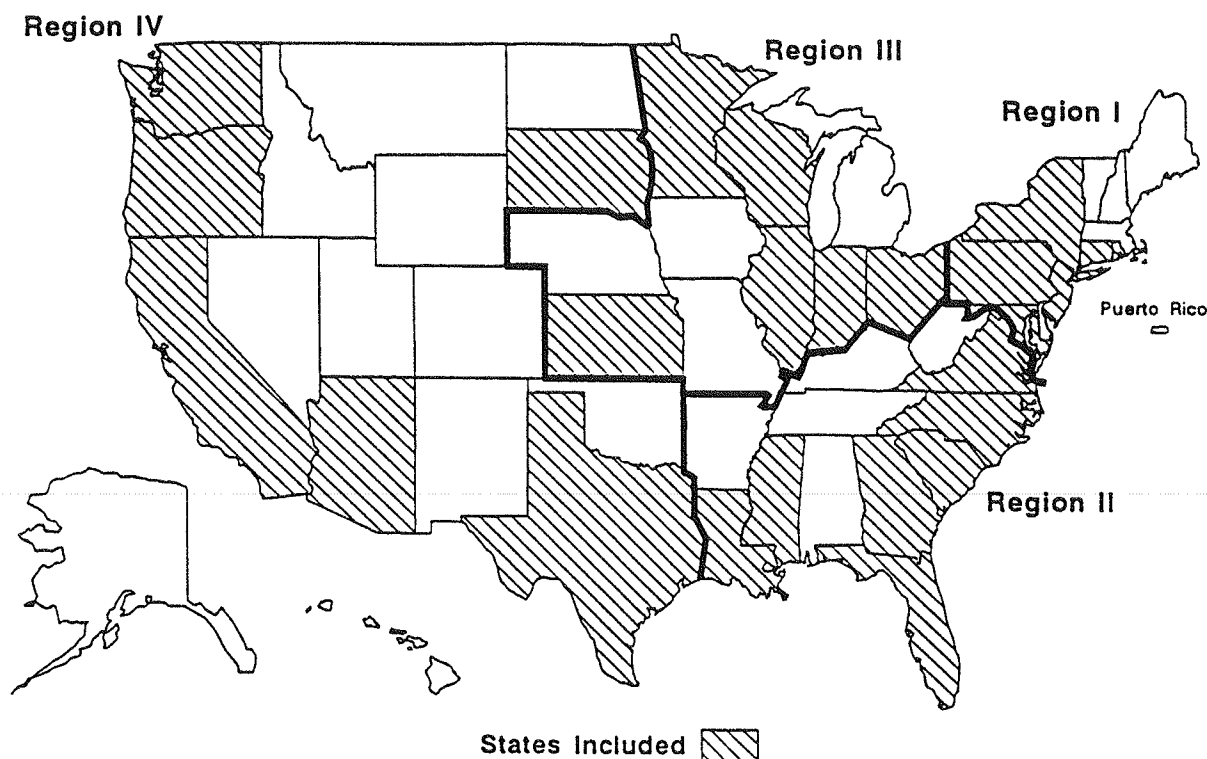 Region IV
Region III
Region I
Puerto Rico
Region II
States Included